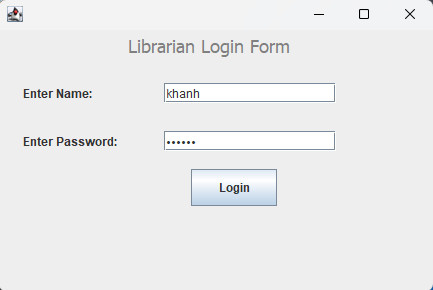 Librarian Login Form
Enter Name: khanh
Enter Password: ••••••
Login